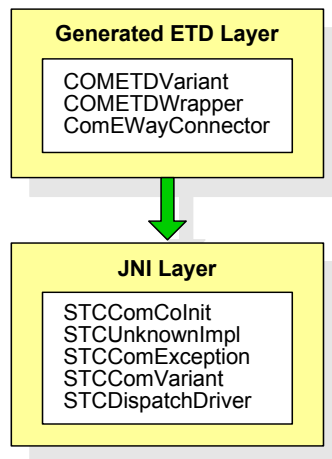 Generated ETD Layer
COMETDVariant
COMETDWrapper
ComEWayConnector
JNI Layer
STCComCoInit
STCUnknownImpl
STCComException
STCComVariant
STCDispatchDriver